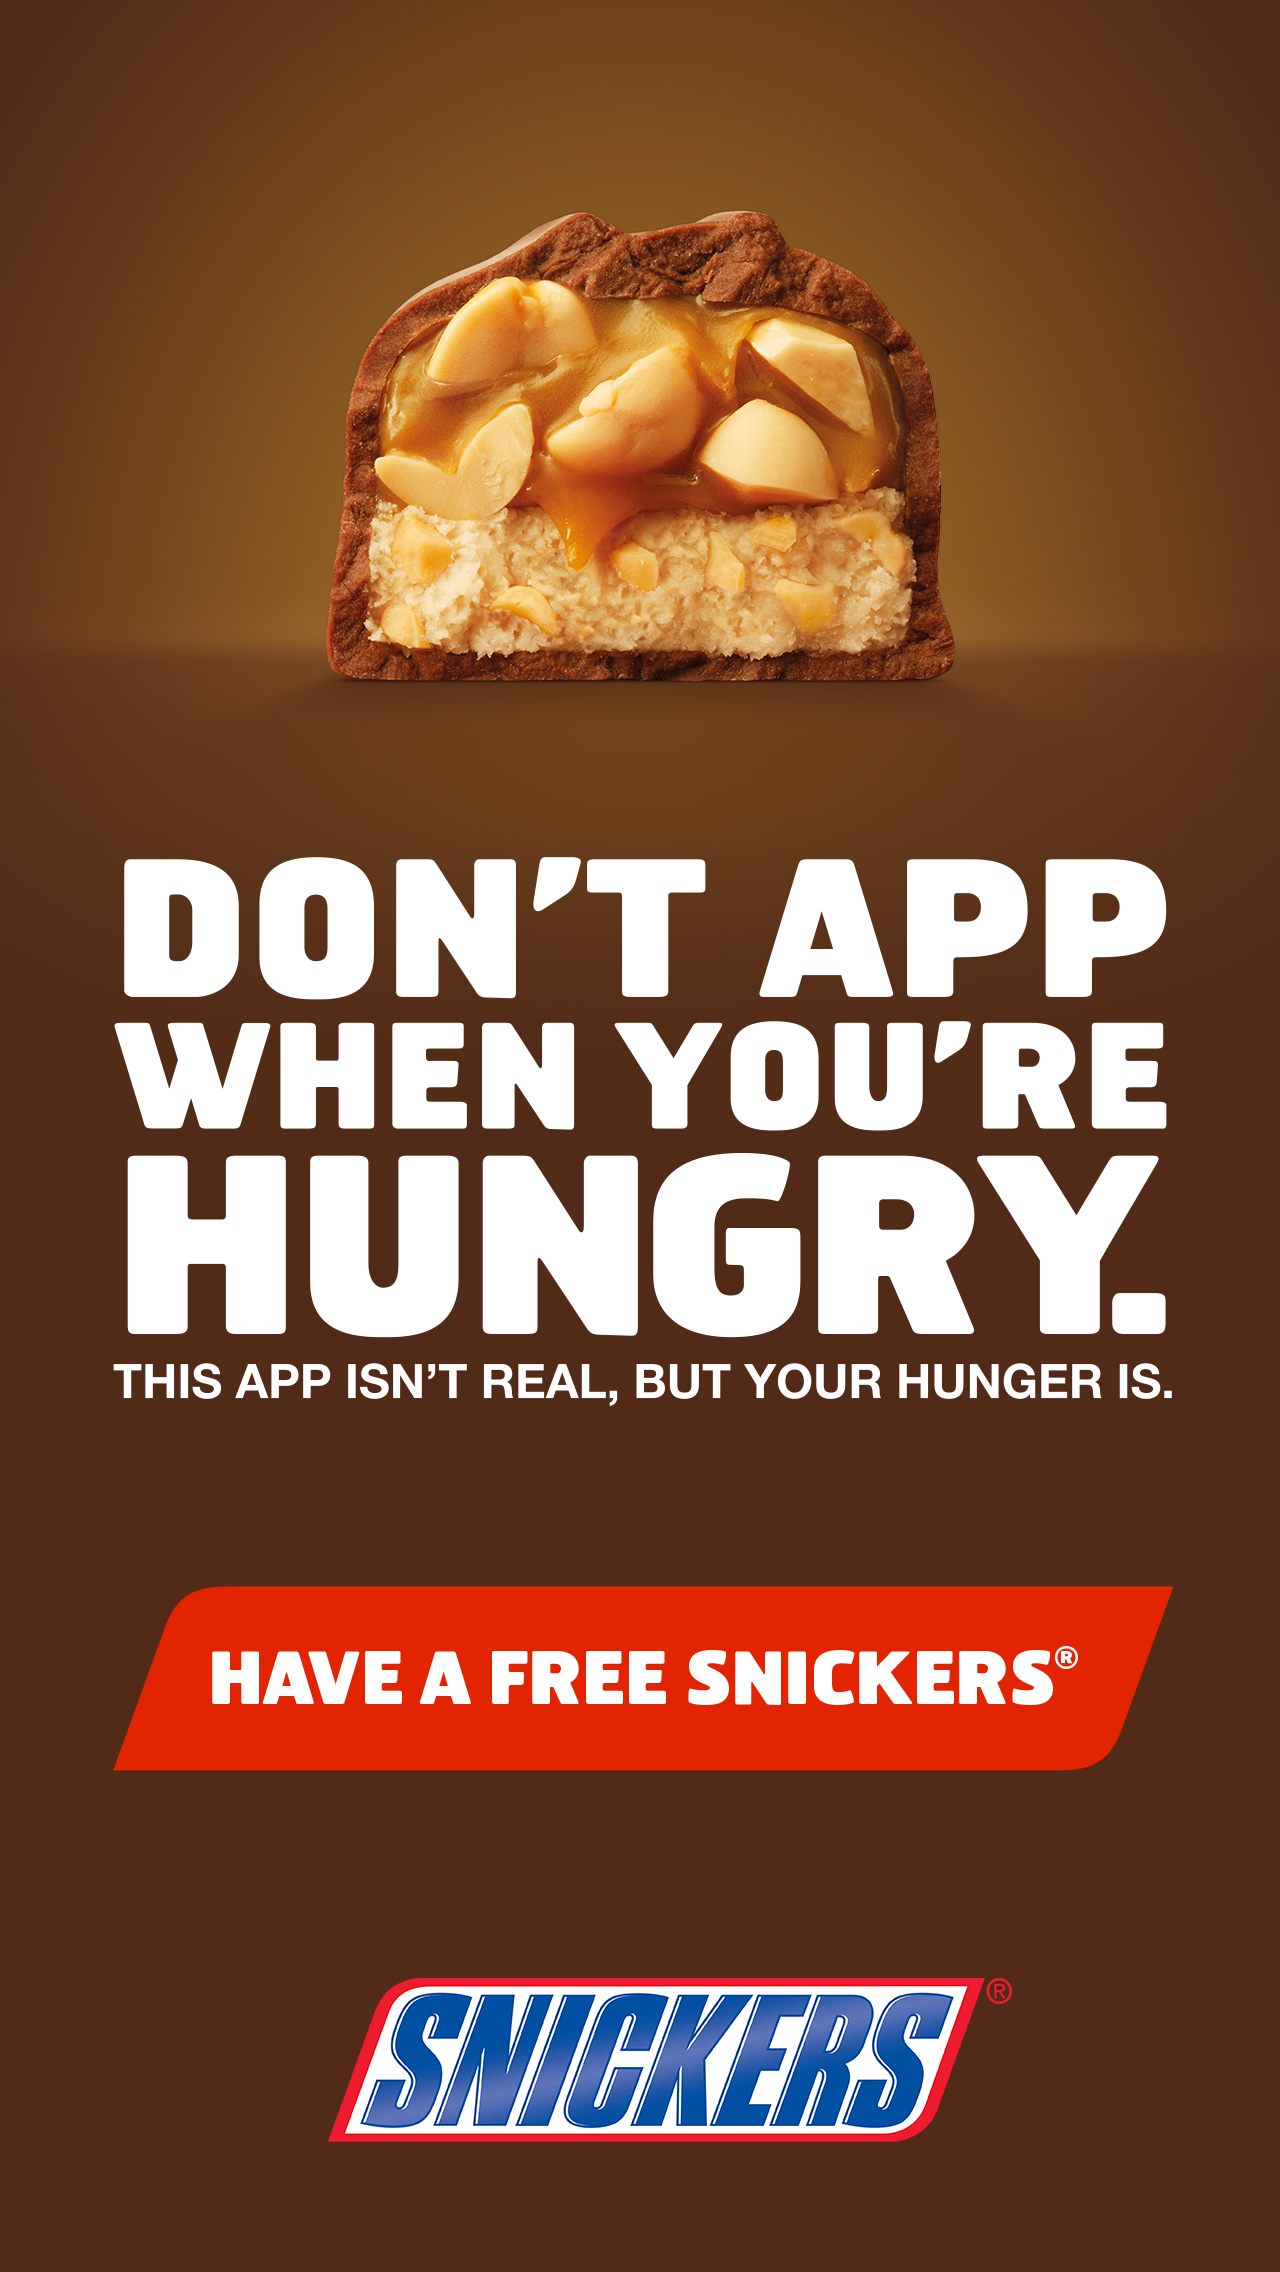 DON'T APP
WHEN YOU'RE
HUNGRY.
THIS APP ISN'T REAL, BUT YOUR HUNGER IS.
HAVE A FREE SNICKERS®
SNICKERS®